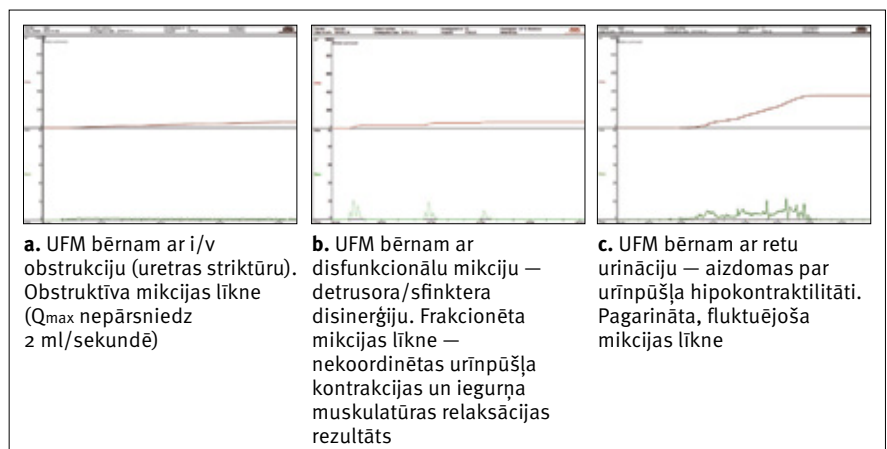 a. UFM bērnam ar i/v
obstrukciju (uretras striktūru).
Obstruktīva mikcijas līkne
(Qmax nepārsniedz
2 ml/sekundē)
b. UFM bērnam ar
disfunkcionālu mikciju —
detrusora/sfinktera
disinerģiju. Frakcionēta
mikcijas līkne —
nekoordinētas urīnpūšļa
kontrakcijas un iegurņa
muskulatūras relaksācijas
rezultāts
c. UFM bērnam ar retu
urināciju — aizdomas par
urīnpūšļa hipokontraktilitāti.
Pagarināta, fluktuējoša
mikcijas līkne